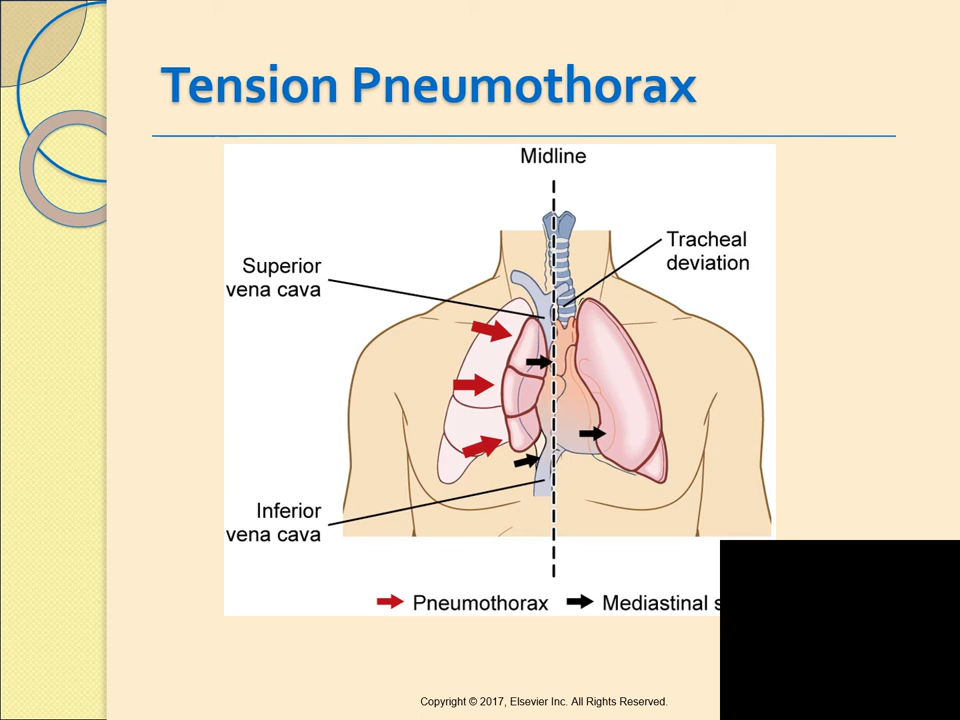 Tension Pneumothorax
Midline
Tracheal
deviation
Superior
vena cava
Inferior
vena cava
Pneumothorax
Mediastinal
Copyright © 2017, Elsevier Inc. All Rights Reserved.